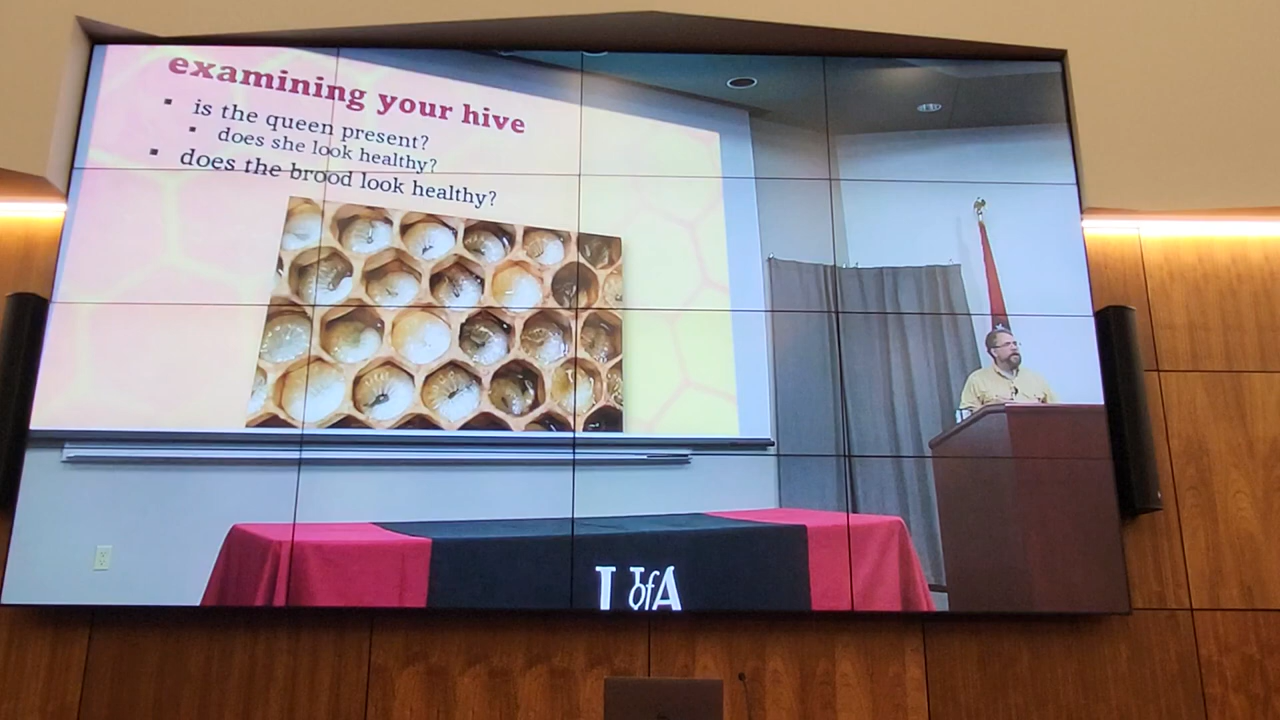 examining your hive
▪ is the queen present?
▪ does she look healthy?
▪ does the brood look healthy?
U of A